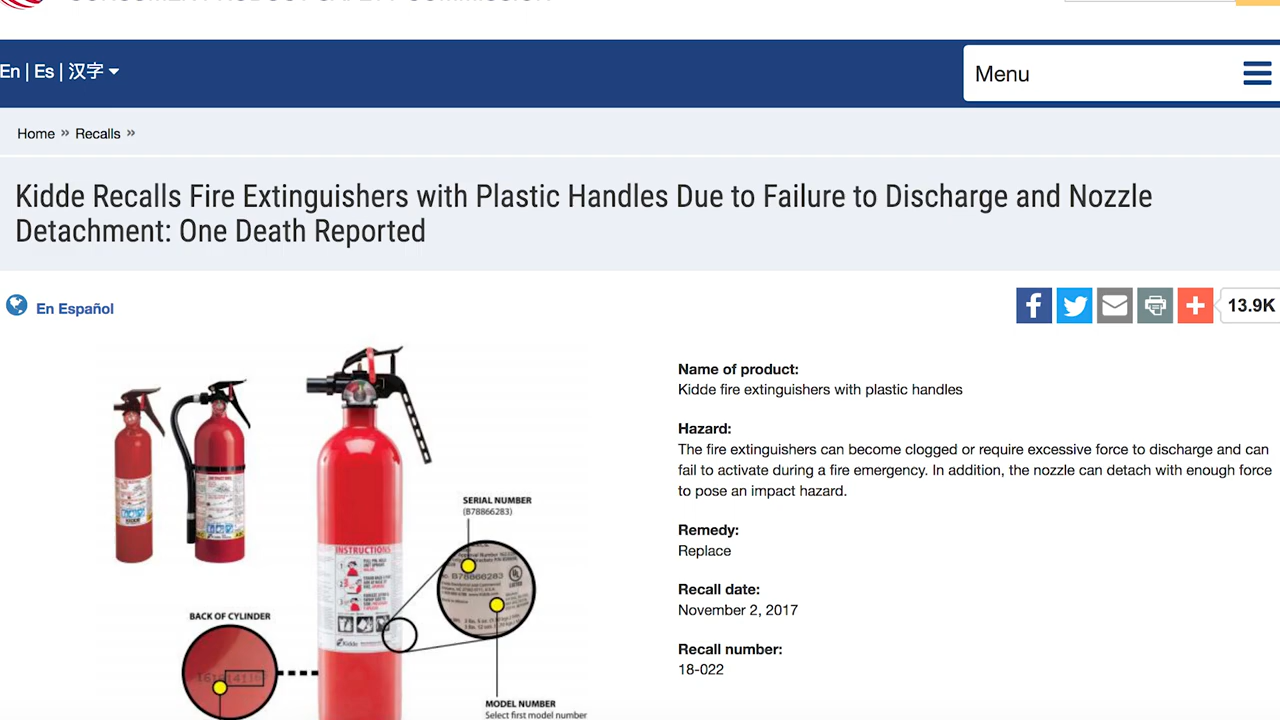 En | Es | 汉字
Menu
Home » Recalls »
Kidde Recalls Fire Extinguishers with Plastic Handles Due to Failure to Discharge and Nozzle
Detachment: One Death Reported
En Español
13.9K
Name of product:
Kidde fire extinguishers with plastic handles
Hazard:
The fire extinguishers can become clogged or require excessive force to discharge and can
fail to activate during a fire emergency. In addition, the nozzle can detach with enough force
to pose an impact hazard.
Remedy:
Replace
Recall date:
November 2, 2017
Recall number:
18-022
SERIAL NUMBER
(B78866283)
INSTRUCTIONS
B78866283
Kidde
BACK OF CYLINDER
MODEL NUMBER
Select first model number